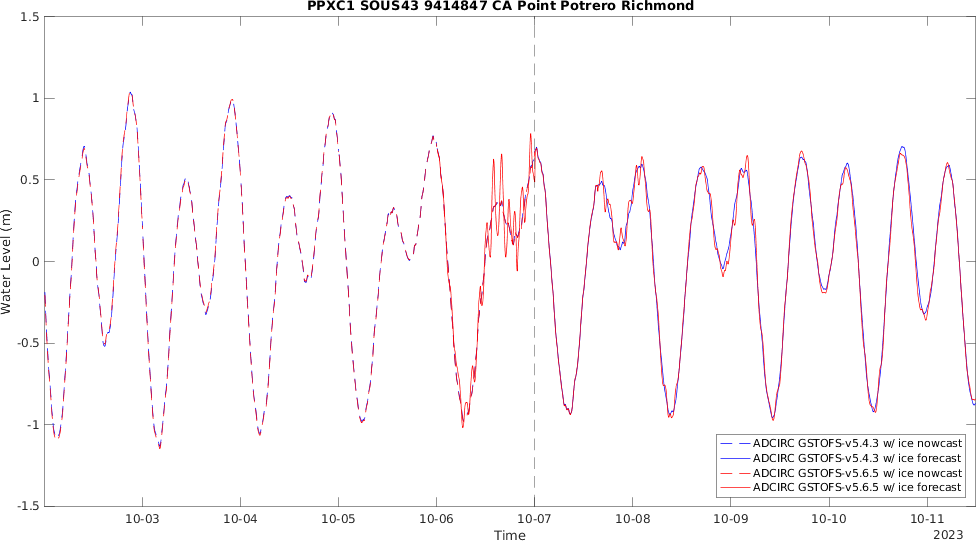 PPXC1 SOUS43 9414847 CA Point Potrero Richmond
1.5
1
0.5
0
-0.5
-1
-1.5
Water Level (m)
10-03
10-04
10-05
10-06
10-07
10-08
10-09
10-10
10-11
Time
2023
ADCIRC GSTOFS-v5.4.3 w/ ice nowcast
ADCIRC GSTOFS-v5.4.3 w/ ice forecast
ADCIRC GSTOFS-v5.6.5 w/ ice nowcast
ADCIRC GSTOFS-v5.6.5 w/ ice forecast